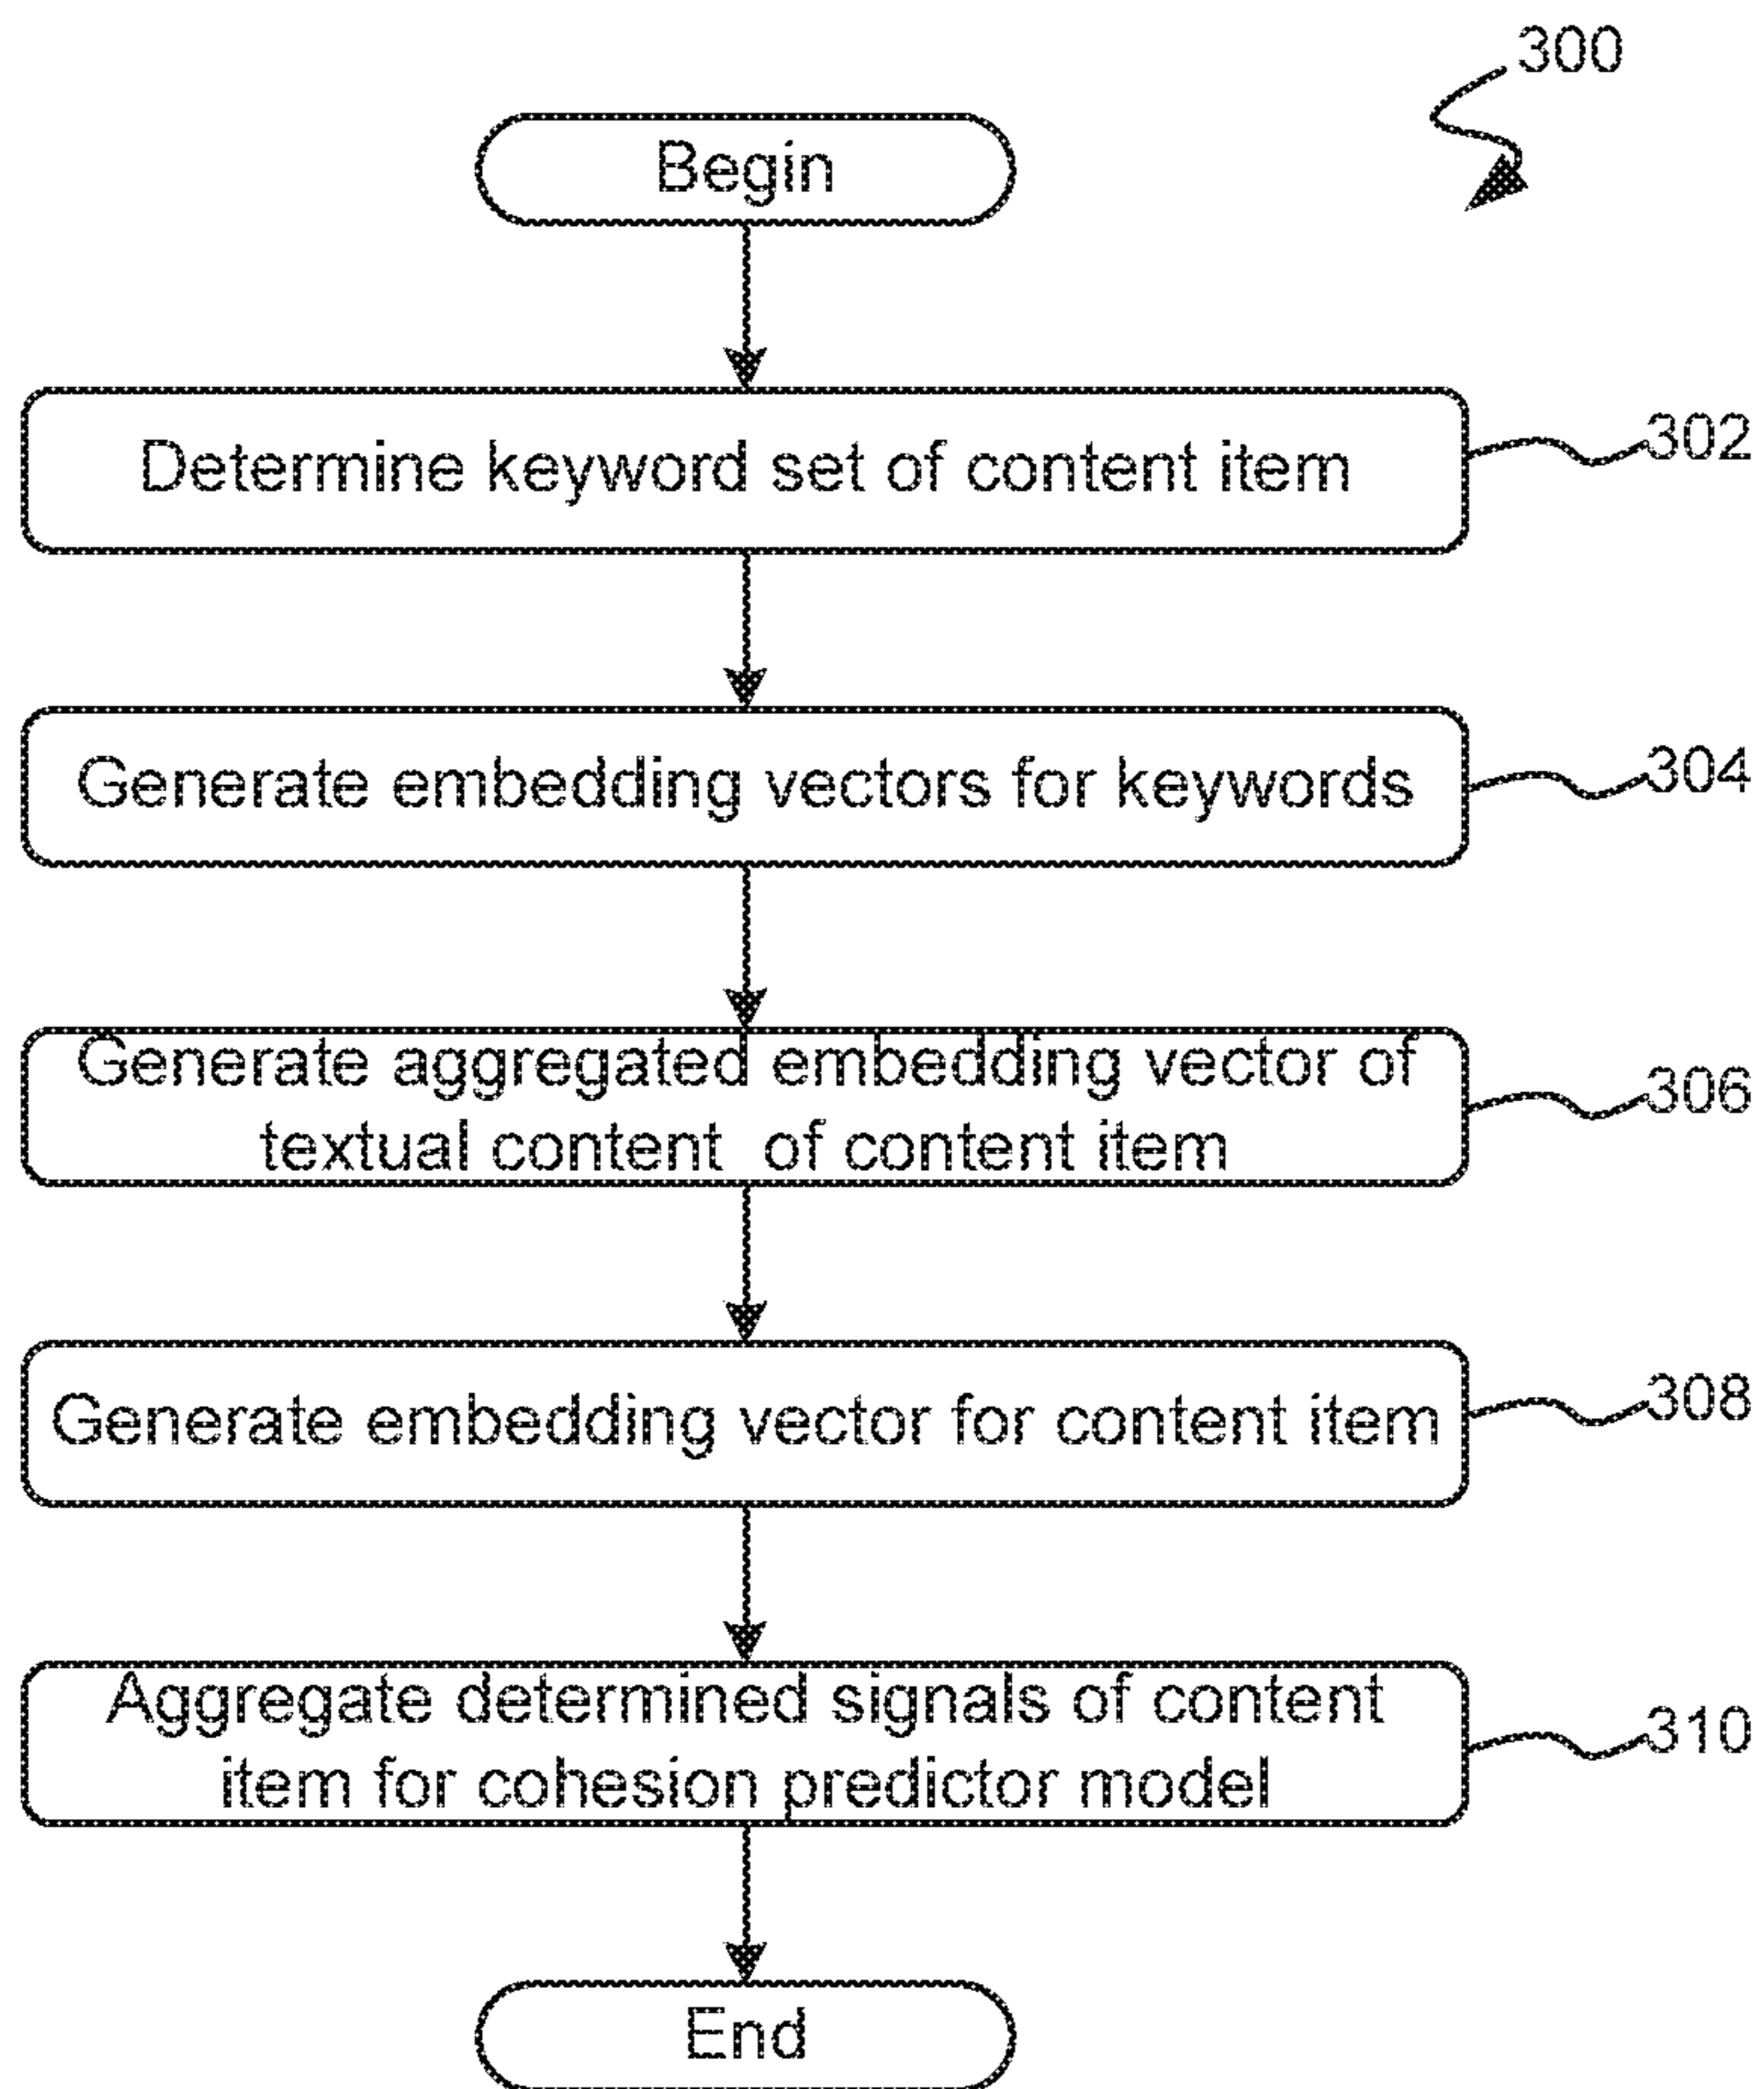 300
Begin
Determine keyword set of content item
302
Generate embedding vectors for keywords
304
Generate aggregated embedding vector of
textual content of content item
306
Generate embedding vector for content item
308
Aggregate determined signals of content
item for cohesion predictor model
310
End